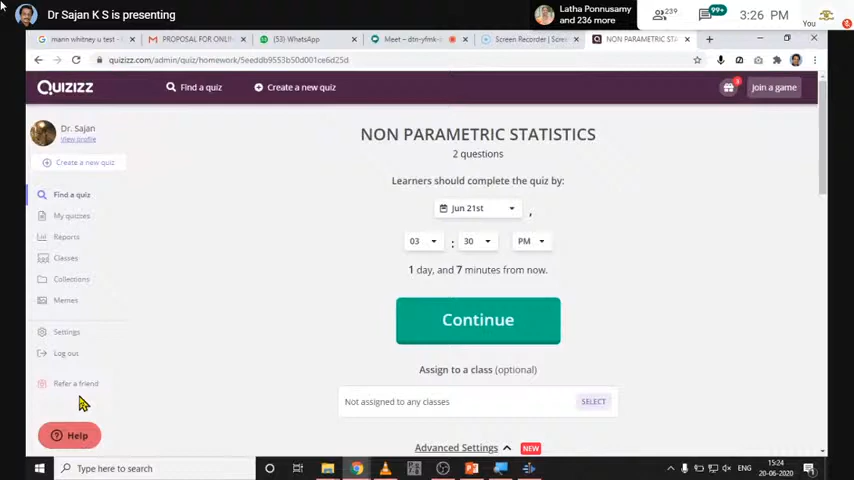 Dr Sajan K S is presenting
Latha Ponnusamy
and 236 more
239
99+
3:26 PM
You
mann whitney u test -
PROPOSAL FOR ONLI
(53) WhatsApp
Meet – dtn-yfmk-
Screen Recorder | Scre
NON PARAMETRIC STA
quizizz.com/admin/quiz/homework/5eeddb9553b50d001ce6d25d
QUIZIZZ
Find a quiz
Create a new quiz
Join a game
Dr. Sajan
View profile
Create a new quiz
Find a quiz
My quizzes
Reports
Classes
Collections
Memes
Settings
Log out
Refer a friend
Help
NON PARAMETRIC STATISTICS
2 questions
Learners should complete the quiz by:
Jun 21st ,
03 : 30 PM
1 day, and 7 minutes from now.
Continue
Assign to a class (optional)
Not assigned to any classes
SELECT
Advanced Settings
NEW
Type here to search
ENG
15:24
20-06-2020